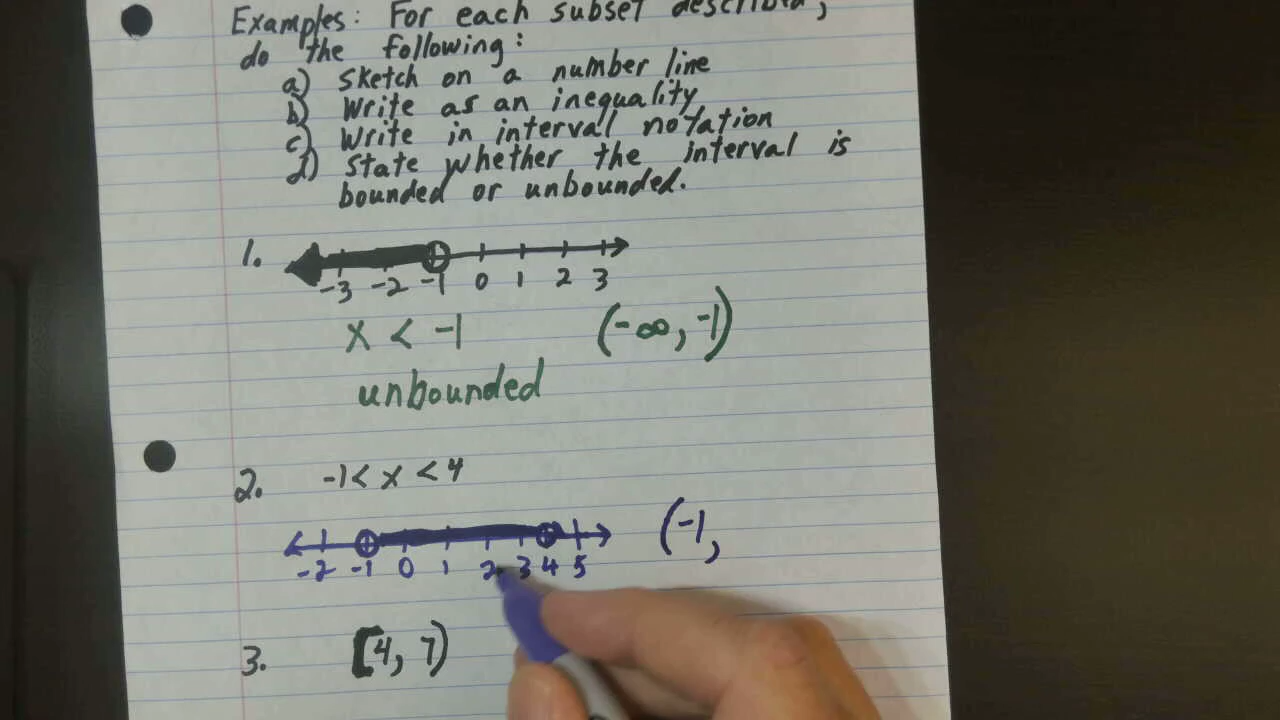 Examples: For each subset described,
do the following:
a) sketch on a number line
b) Write as an inequality
c) Write in interval notation
d) State whether the interval is
bounded or unbounded.
1.
-3 -2 -1 0 1 2 3
x < -1 (-∞, -1)
unbounded
2. -1 < x < 4
(-1,
-2 -1 0 1 2 3 4 5
3. [4, 7)